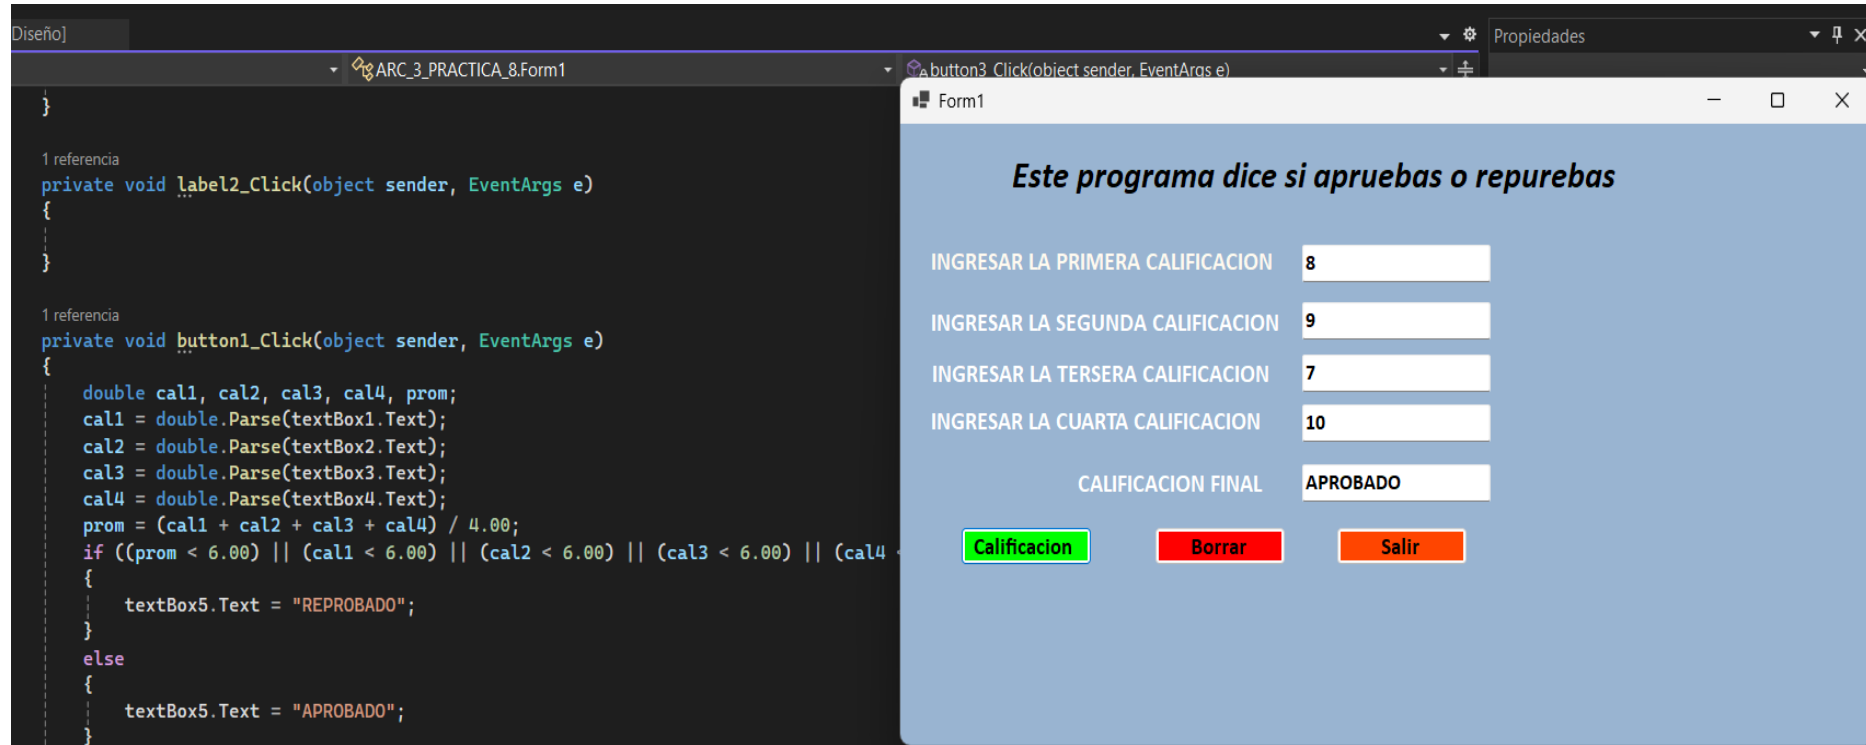 Diseño]
Propiedades
ARC_3_PRACTICA_8.Form1
button3_Click(object sender, EventArgs e)
}
1 referencia
private void label2_Click(object sender, EventArgs e)
{
}
1 referencia
private void button1_Click(object sender, EventArgs e)
{
double cal1, cal2, cal3, cal4, prom;
cal1 = double.Parse(textBox1.Text);
cal2 = double.Parse(textBox2.Text);
cal3 = double.Parse(textBox3.Text);
cal4 = double.Parse(textBox4.Text);
prom = (cal1 + cal2 + cal3 + cal4) / 4.00;
if ((prom < 6.00) || (cal1 < 6.00) || (cal2 < 6.00) || (cal3 < 6.00) || (cal4 <
{
textBox5.Text = "REPROBADO";
}
else
{
textBox5.Text = "APROBADO";
}
Form1
Este programa dice si apruebas o repurebas
INGRESAR LA PRIMERA CALIFICACION 8
INGRESAR LA SEGUNDA CALIFICACION 9
INGRESAR LA TERSERA CALIFICACION 7
INGRESAR LA CUARTA CALIFICACION 10
CALIFICACION FINAL APROBADO
Calificacion Borrar Salir